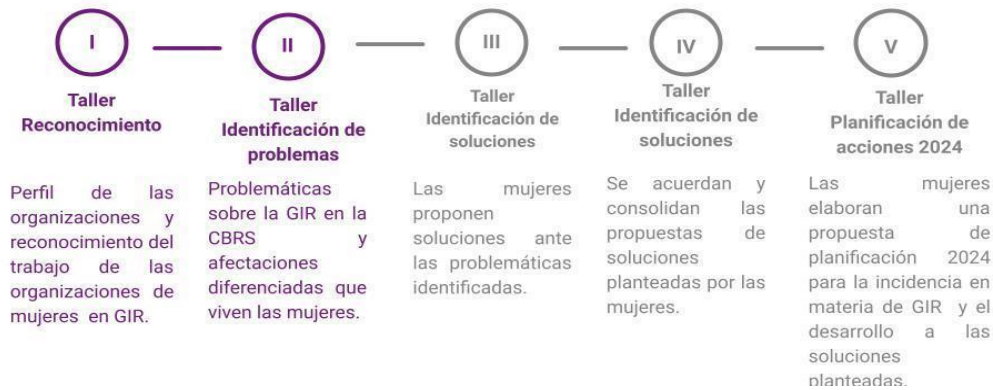 I
Taller
Reconocimiento
Perfil de las
organizaciones y
reconocimiento del
trabajo de las
organizaciones de
mujeres en GIR.
II
Taller
Identificación de
problemas
Problemáticas
sobre la GIR en la
CBRS y
afectaciones
diferenciadas que
viven las mujeres.
III
Taller
Identificación de
soluciones
Las mujeres
proponen
soluciones ante
las problemáticas
identificadas.
IV
Taller
Identificación de
soluciones
Se acuerdan y
consolidan las
propuestas de
soluciones
planteadas por las
mujeres.
V
Taller
Planificación de
acciones 2024
Las mujeres
elaboran una
propuesta de
planificación 2024
para la incidencia en
materia de GIR y el
desarrollo a las
soluciones
planteadas.